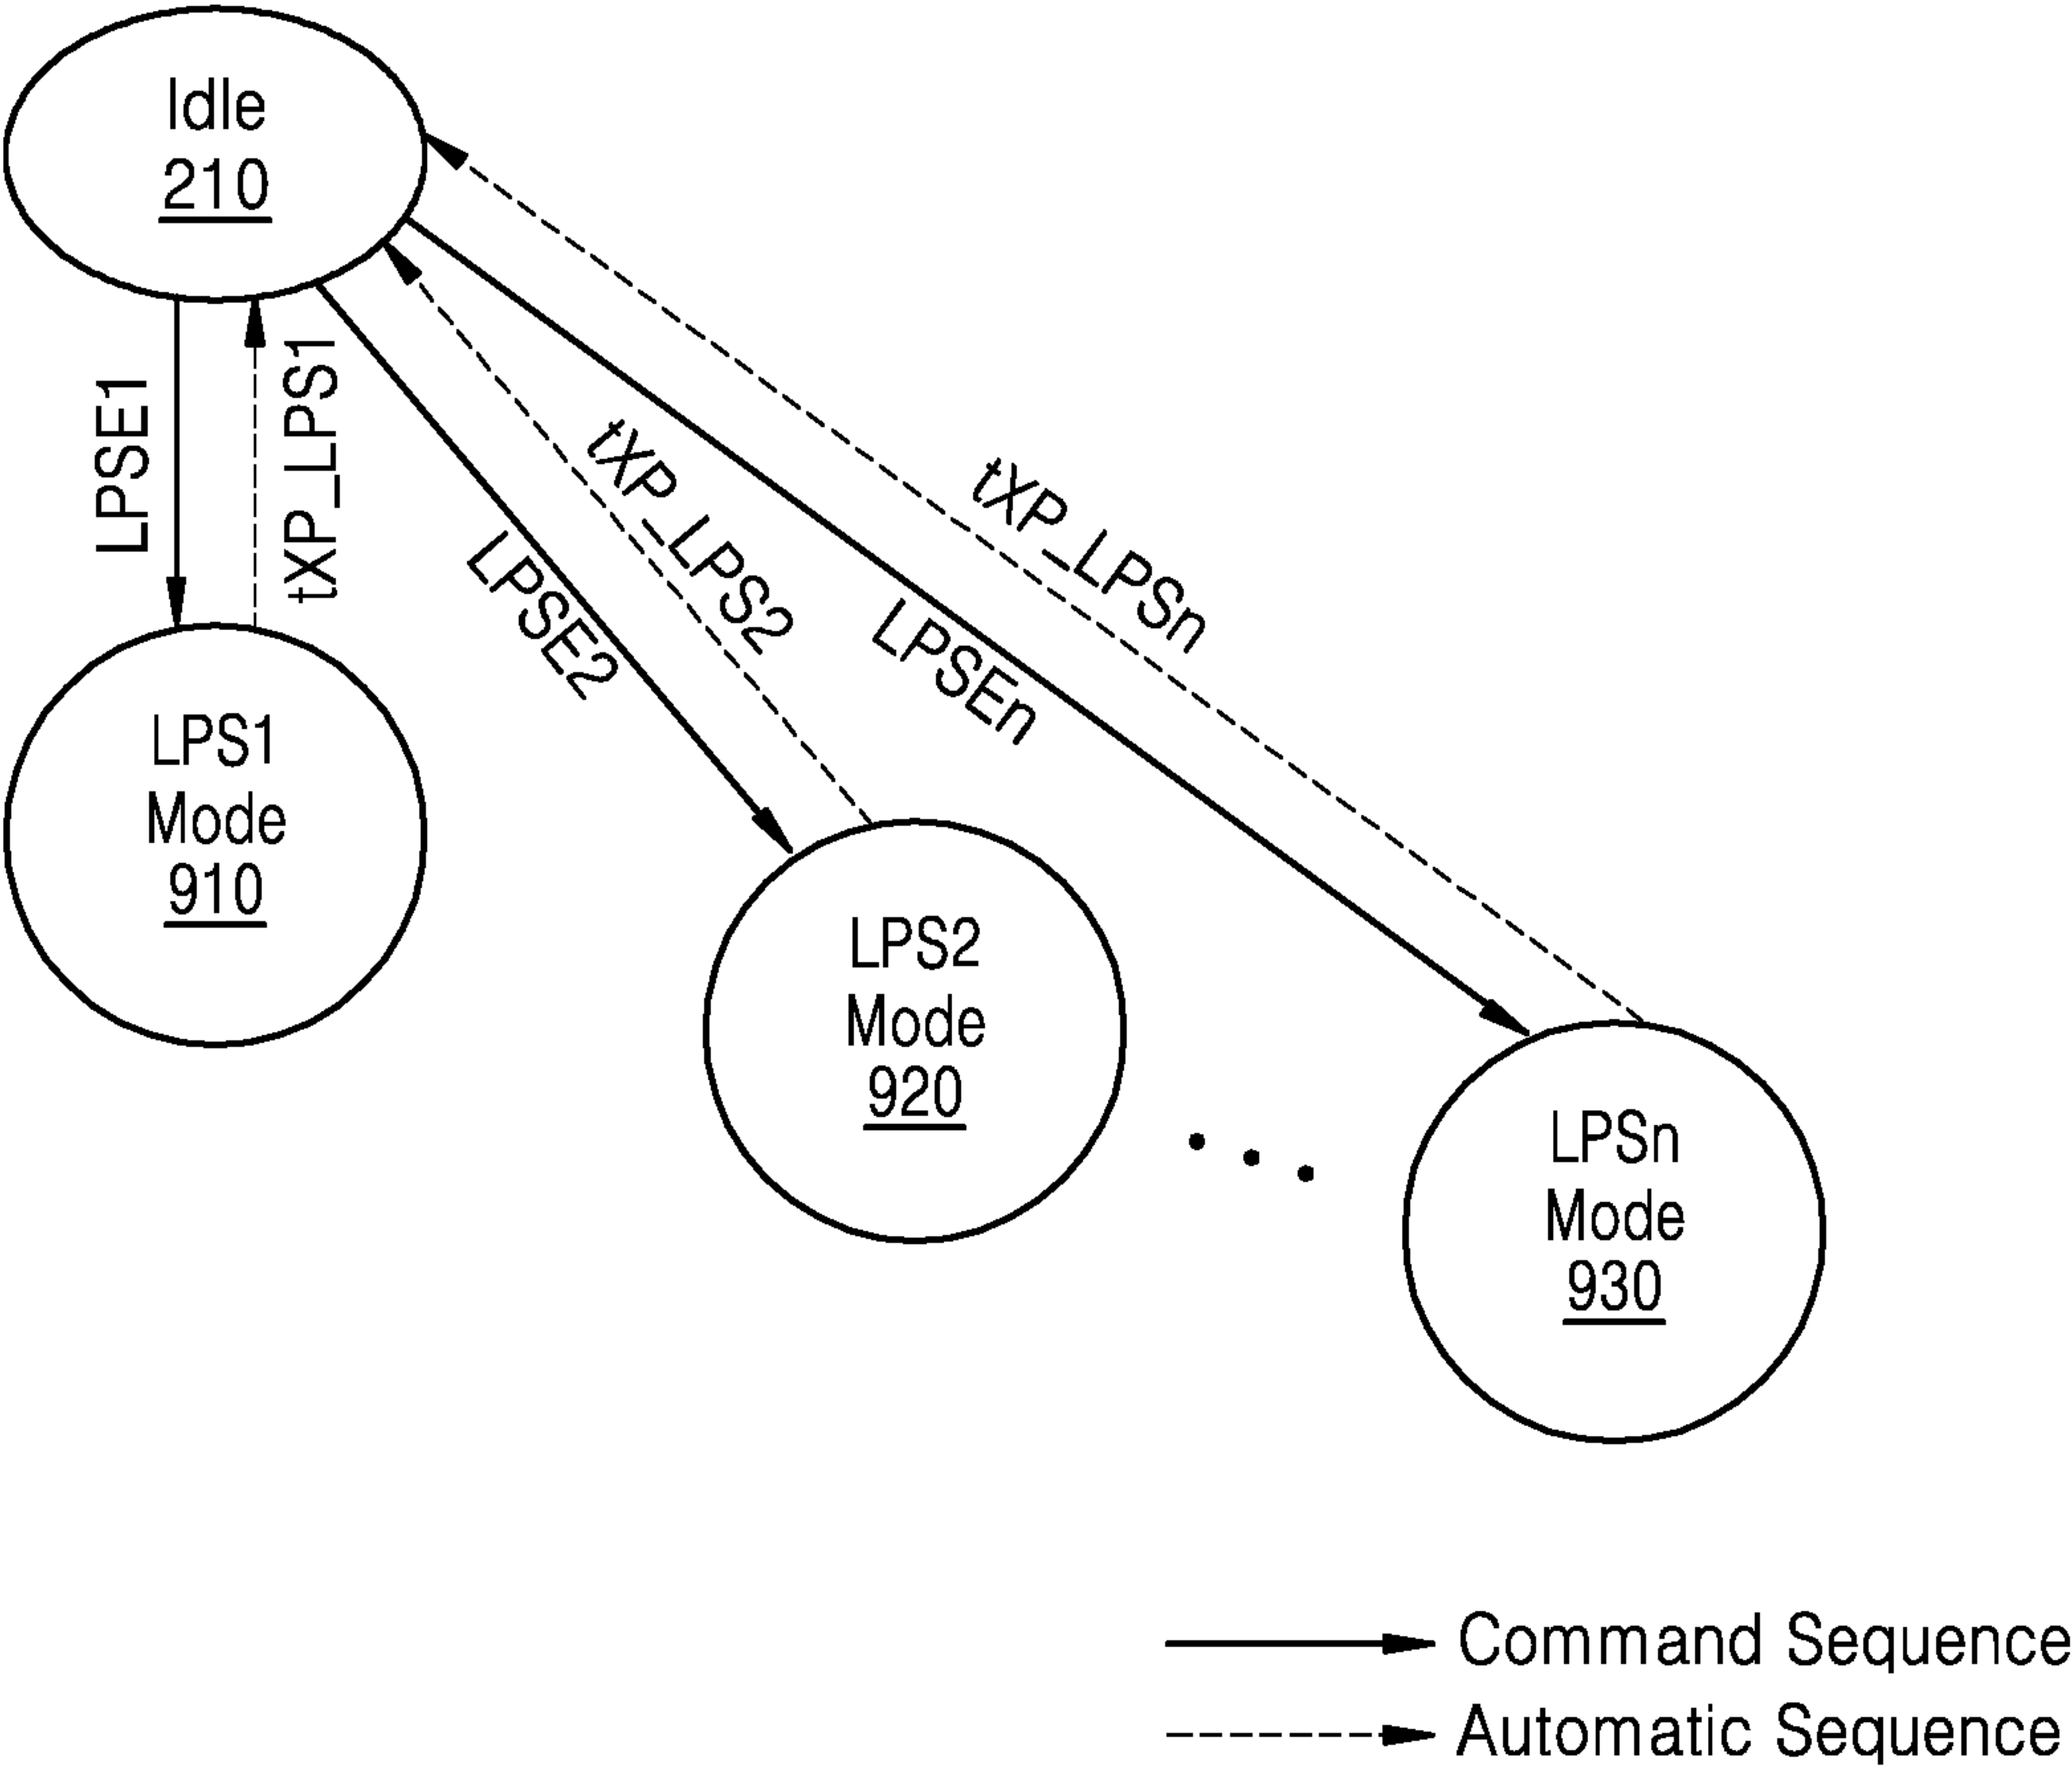 Idle
210
LPSE1
tXP_LPS1
LPSE2
tXP_LPS2
LPSEn
tXP_LPSn
LPS1
Mode
910
LPS2
Mode
920
LPSn
Mode
930
Command Sequence
Automatic Sequence